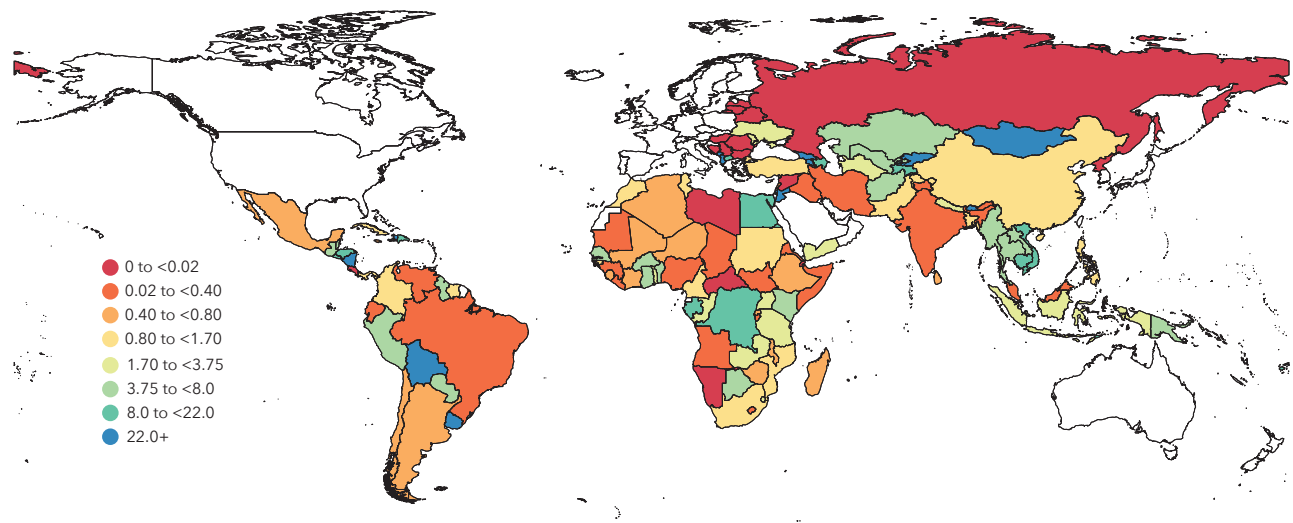 0 to <0.02
0.02 to <0.40
0.40 to <0.80
0.80 to <1.70
1.70 to <3.75
3.75 to <8.0
8.0 to <22.0
22.0+